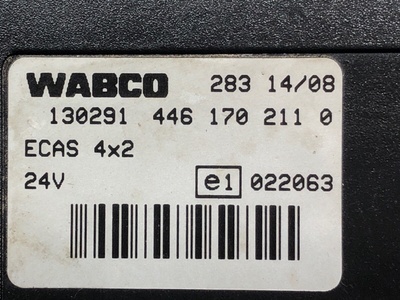 WABCO 283 14/08
130291 446 170 211 0
ECAS 4x2
24V e1 022063